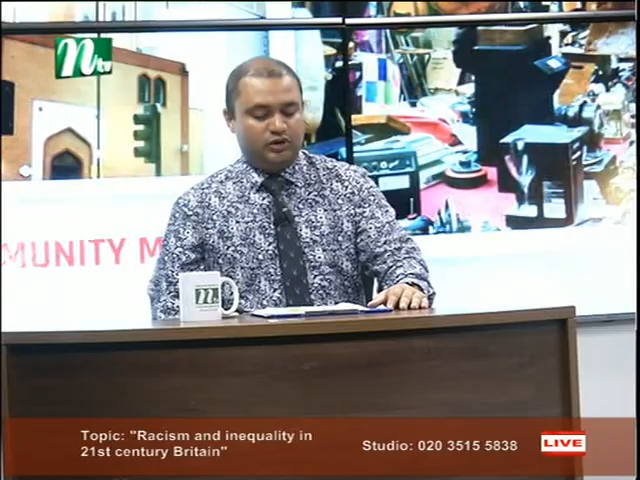 ntv
MUNITY M
n
Topic: "Racism and inequality in
21st century Britain"
Studio: 020 3515 5838
LIVE